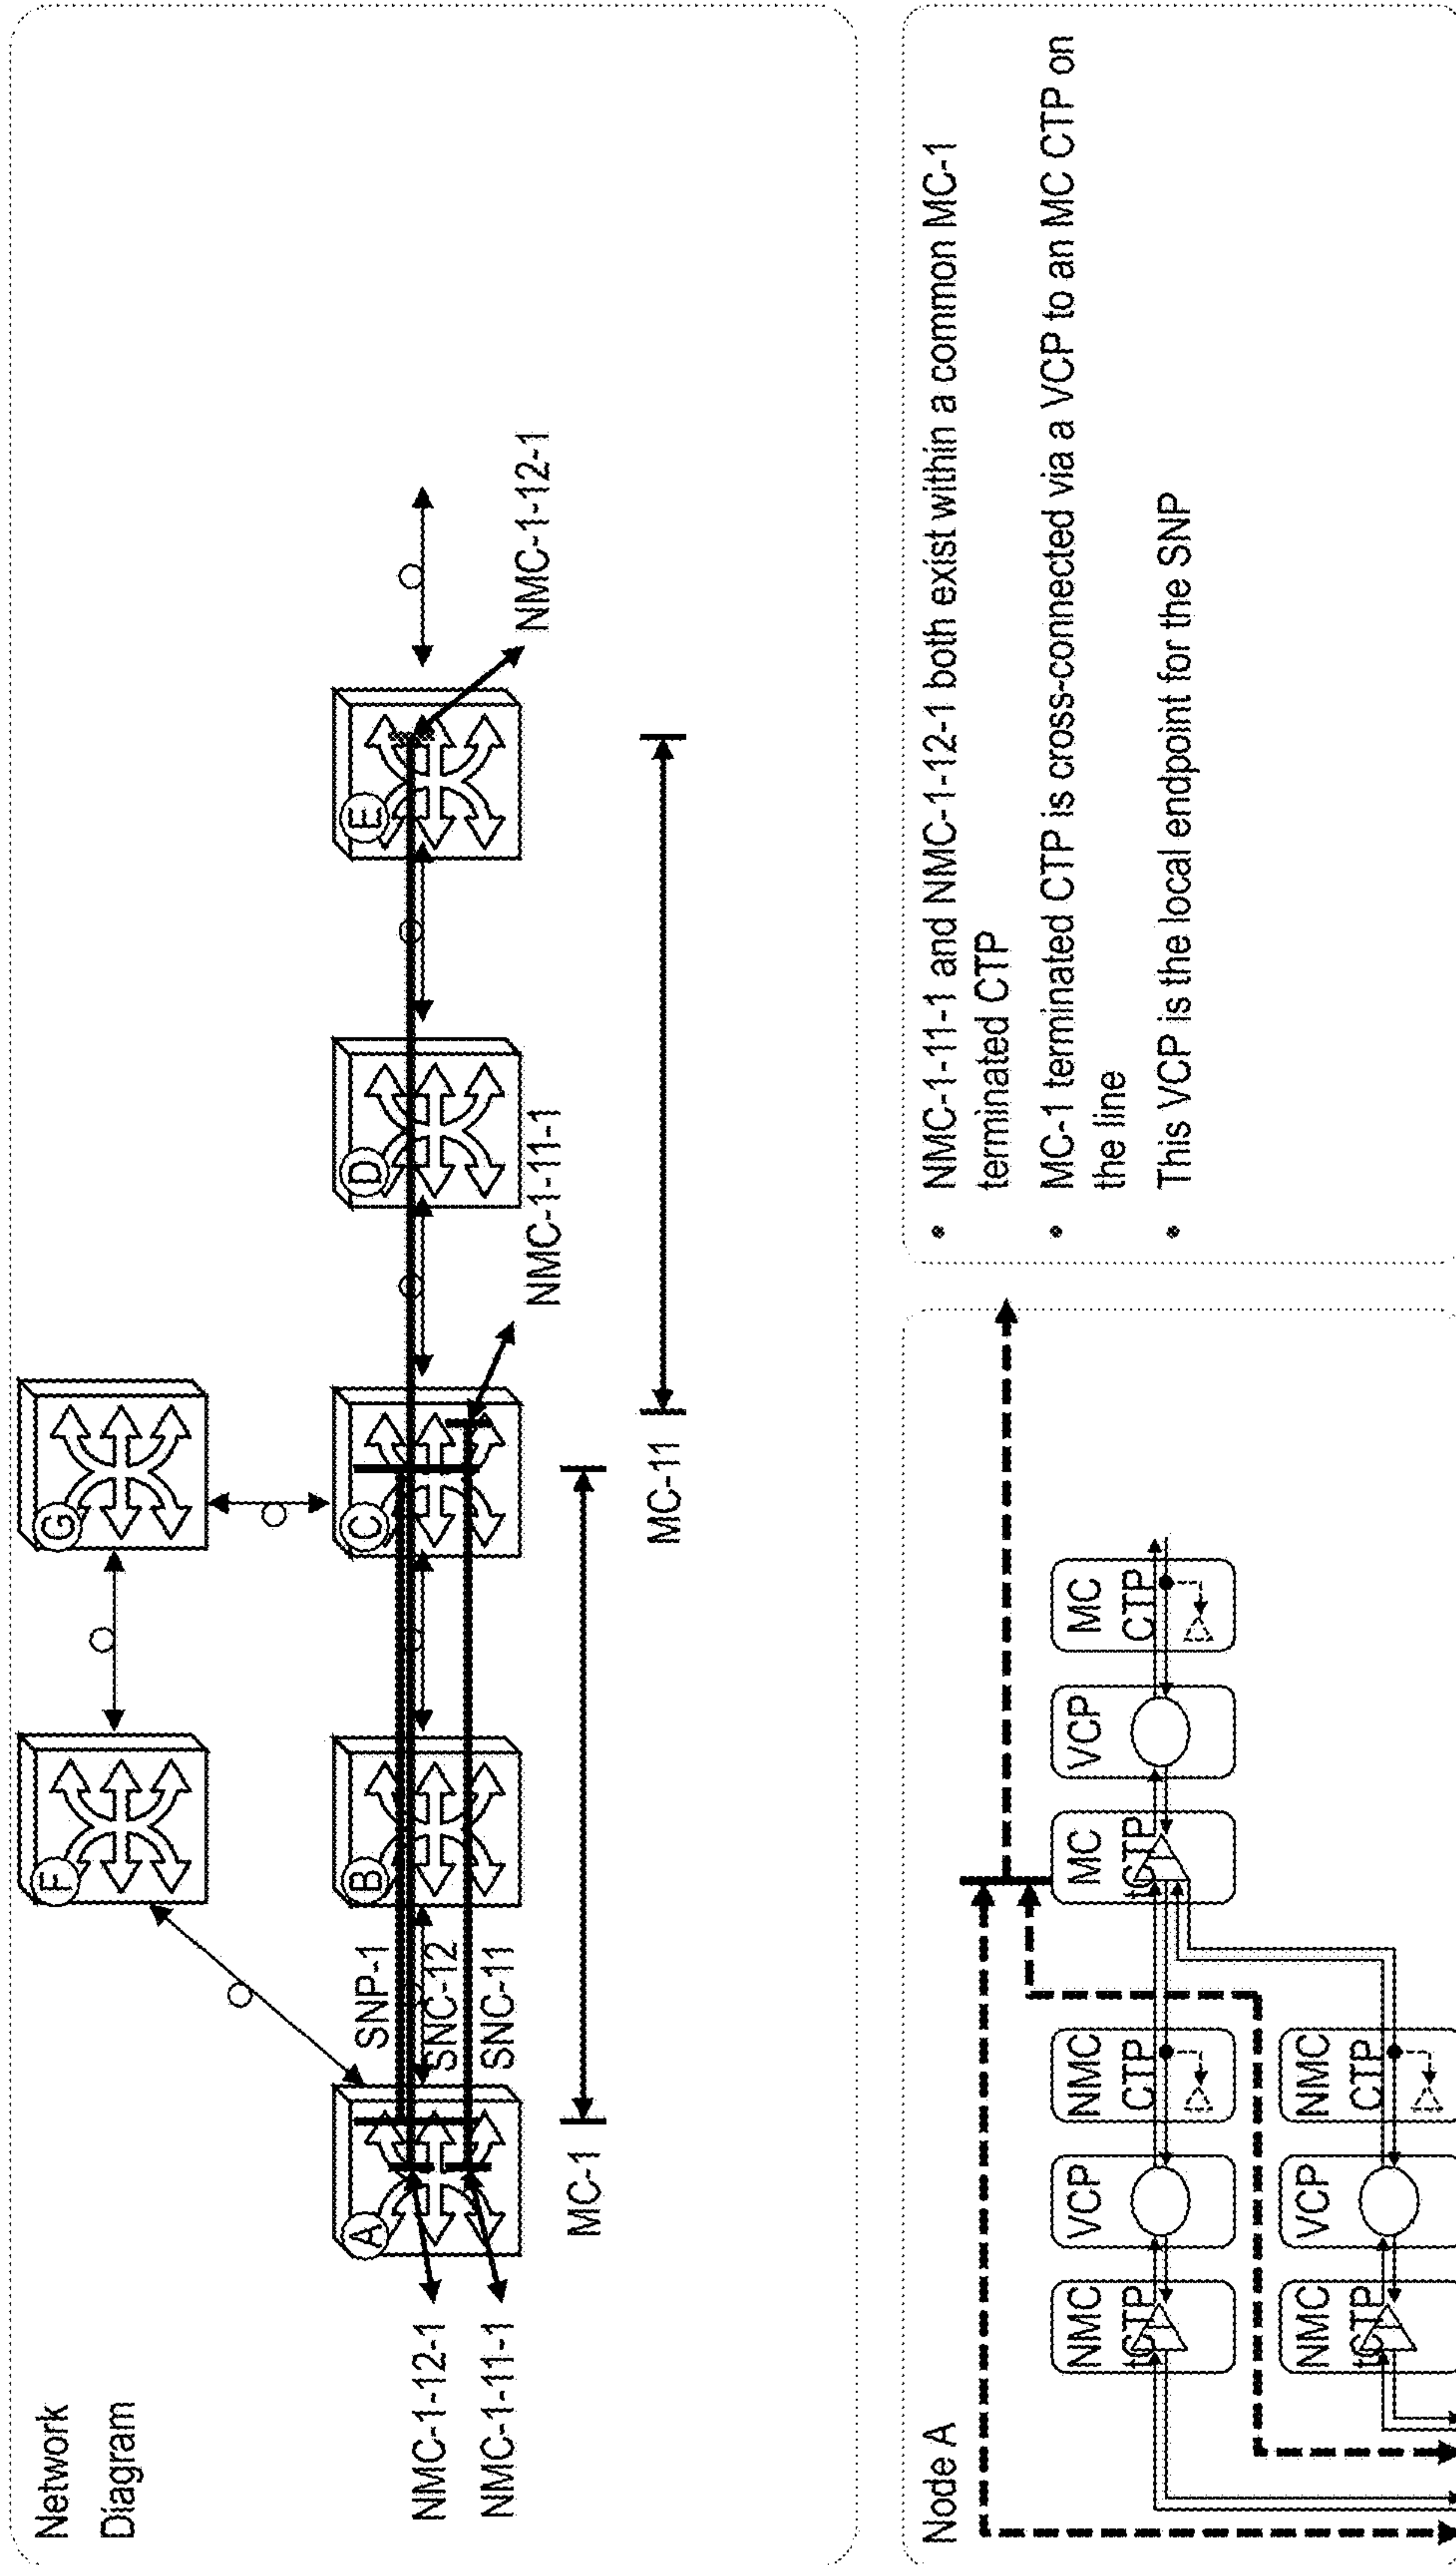 Network
Diagram
F
G
A
B
C
D
E
SNP-1
SNC-12
SNC-11
NMC-1-12-1
NMC-1-11-1
NMC-1-11-1
NMC-1-12-1
MC-1
MC-11
Node A
NMC
tCTP
VCP
NMC
CTP
MC
tCTP
VCP
MC
CTP
NMC
tCTP
VCP
NMC
CTP
• NMC-1-11-1 and NMC-1-12-1 both exist within a common MC-1
terminated CTP
• MC-1 terminated CTP is cross-connected via a VCP to an MC CTP on
the line
• This VCP is the local endpoint for the SNP